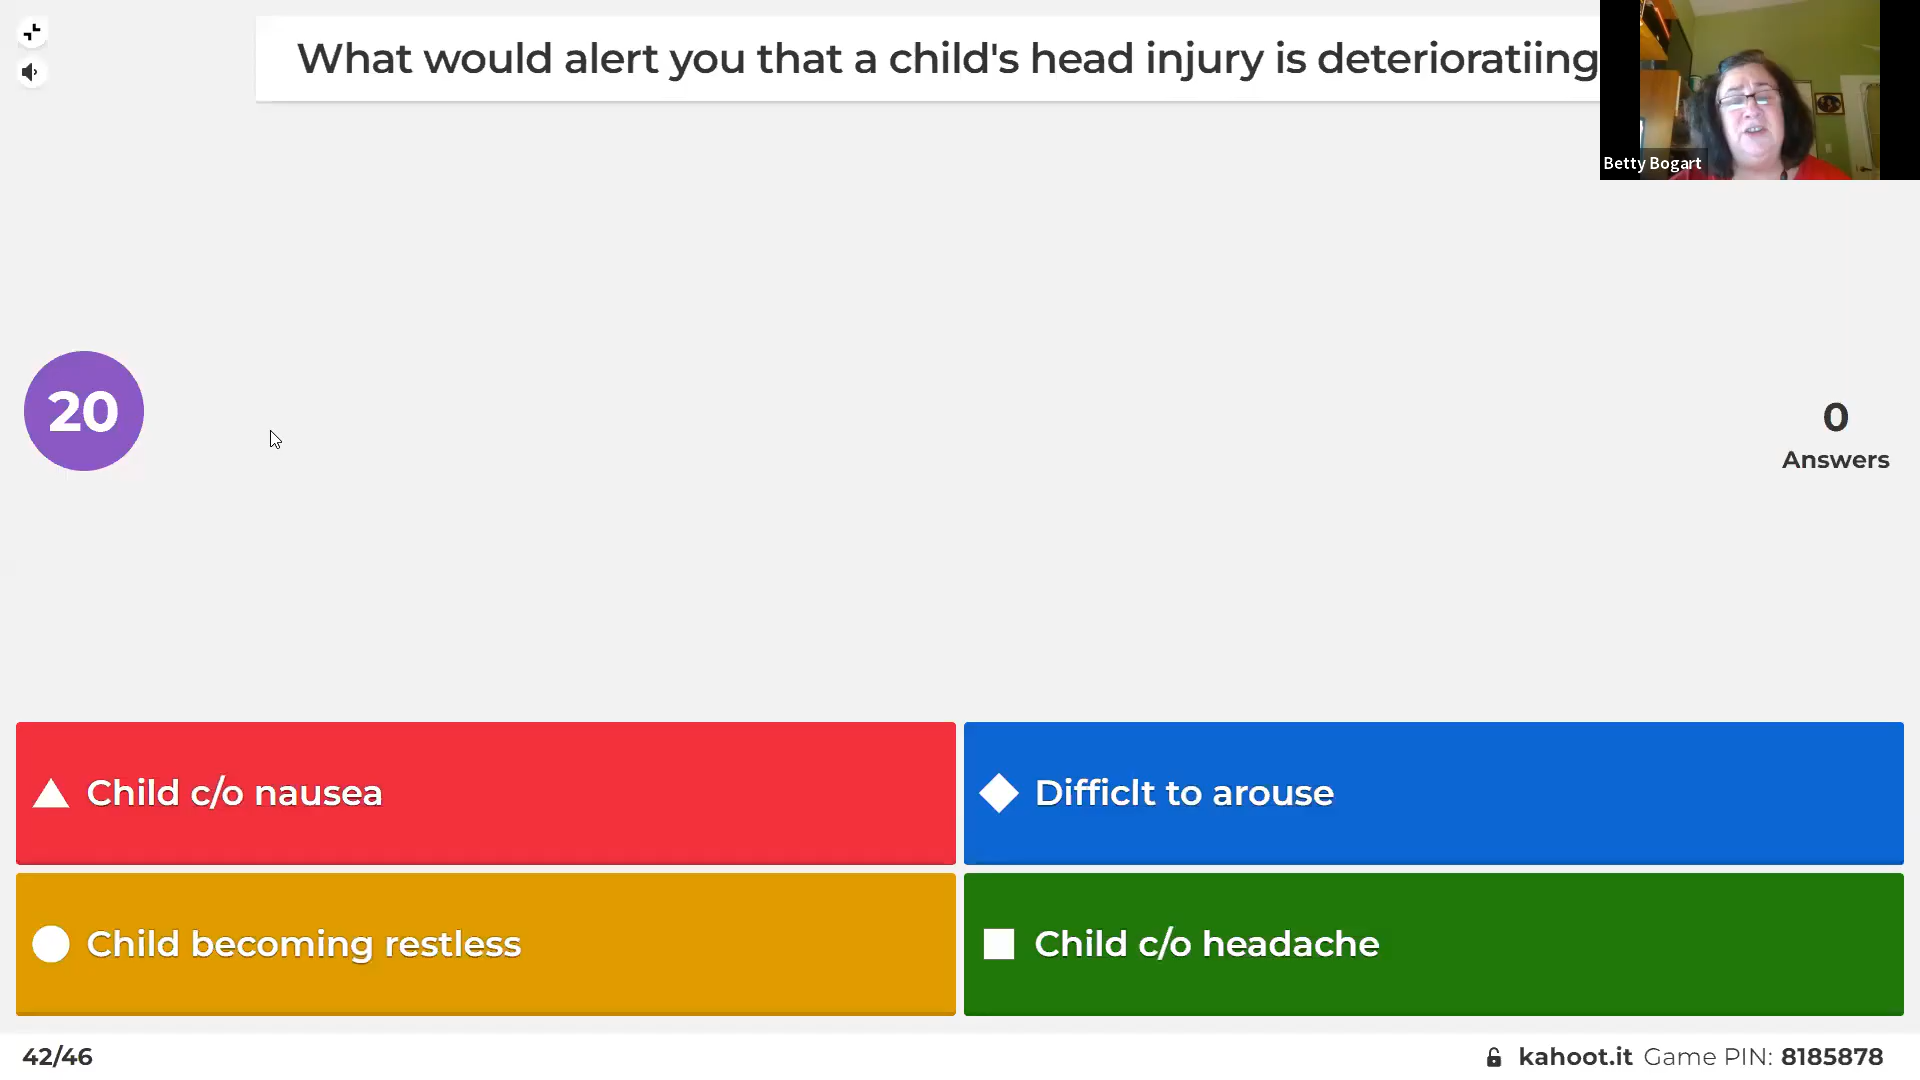 What would alert you that a child's head injury is deterioratiing
Betty Bogart
20
0
Answers
Child c/o nausea
Difficlt to arouse
Child becoming restless
Child c/o headache
42/46
kahoot.it Game PIN: 8185878